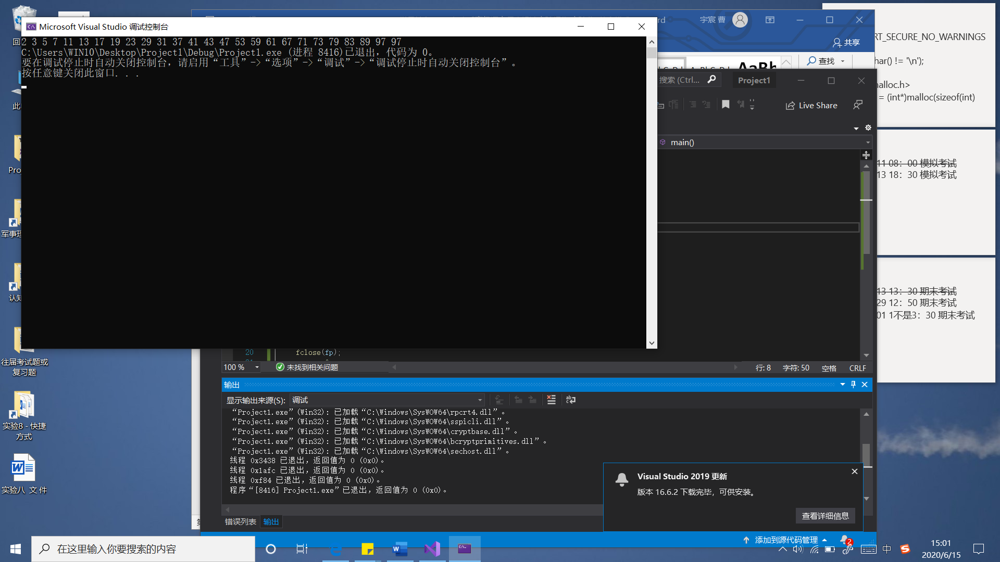 Microsoft Visual Studio 调试控制台
2 3 5 7 11 13 17 19 23 29 31 37 41 43 47 53 59 61 67 71 73 79 83 89 97 97
C:\Users\WIN10\Desktop\Project1\Debug\Project1.exe (进程 8416)已退出，代码为 0。
要在调试停止时自动关闭控制台，请启用“工具”->“选项”->“调试”->“调试停止时自动关闭控制台”。
按任意键关闭此窗口. . .
rd
宇宸 曹
共享
查找
搜索 (Ctrl...
Project1
Live Share
main()
RT_SECURE_NO_WARNINGS
har() != '\n');
nalloc.h>
= (int*)malloc(sizeof(int)
11 08：00 模拟考试
13 18：30 模拟考试
13 13：30 期末考试
29 12：50 期末考试
01 1不是3：30 期末考试
回
此
Proj
军事理
认知
往届考试题或
复习题
实验8 - 快捷
方式
实验八 文件
20 fclose(fp);
100 %
未找到相关问题
行: 8
字符: 50
空格
CRLF
输出
显示输出来源(S):
调试
“Project1.exe”(Win32): 已加载“C:\Windows\SysWOW64\rpcrt4.dll”。
“Project1.exe”(Win32): 已加载“C:\Windows\SysWOW64\sspicli.dll”。
“Project1.exe”(Win32): 已加载“C:\Windows\SysWOW64\cryptbase.dll”。
“Project1.exe”(Win32): 已加载“C:\Windows\SysWOW64\bcryptprimitives.dll”。
“Project1.exe”(Win32): 已加载“C:\Windows\SysWOW64\sechost.dll”。
线程 0x3438 已退出，返回值为 0 (0x0)。
线程 0x1afc 已退出，返回值为 0 (0x0)。
线程 0xf84 已退出，返回值为 0 (0x0)。
程序“[8416] Project1.exe”已退出，返回值为 0 (0x0)。
错误列表
输出
Visual Studio 2019 更新
版本 16.6.2 下载完毕，可供安装。
查看详细信息
添加到源代码管理
2
在这里输入你要搜索的内容
中
15:01
2020/6/15